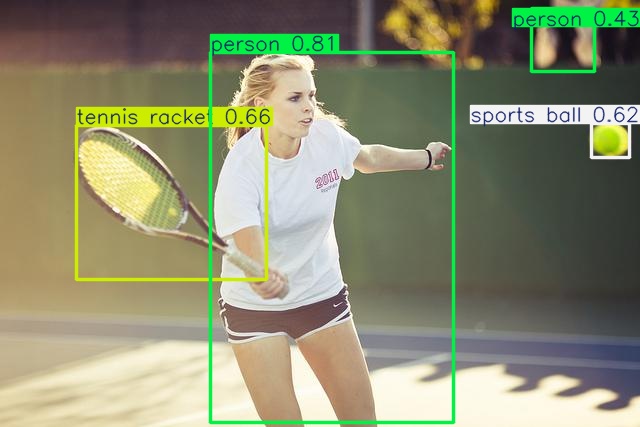 person 0.43
person 0.81
tennis racket 0.66
sports ball 0.62
2011